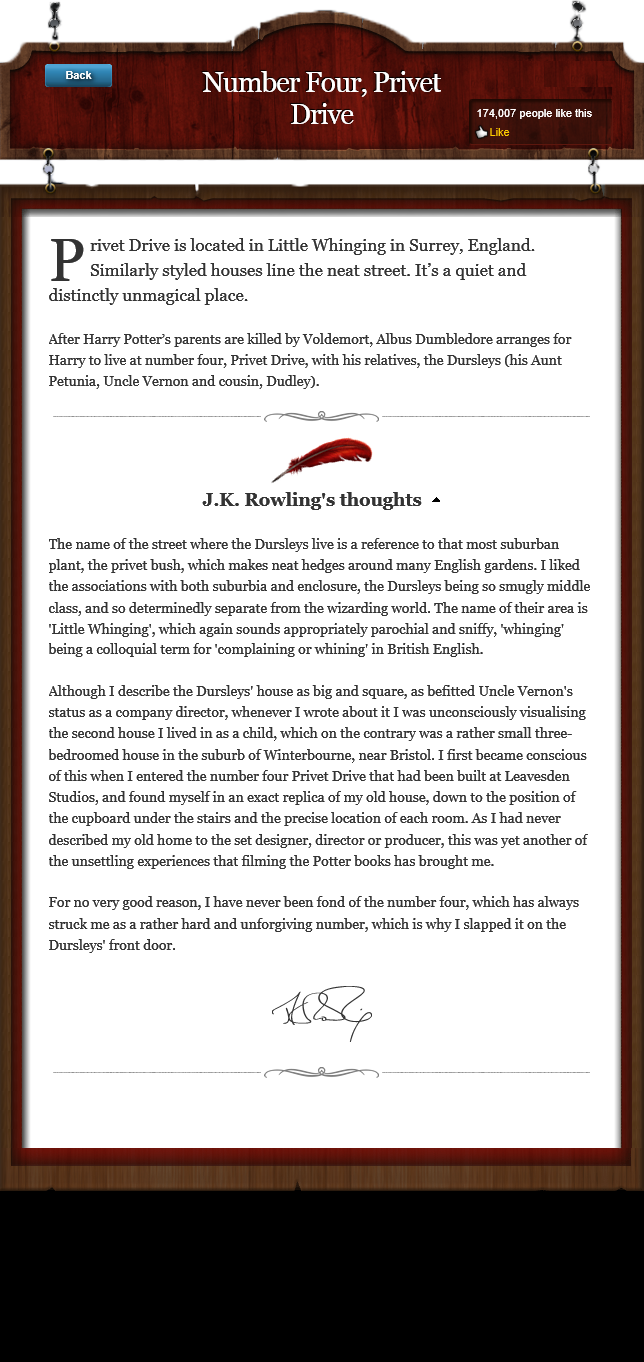 Back
Number Four, Privet
Drive
174,007 people like this
Like
Privet Drive is located in Little Whinging in Surrey, England.
Similarly styled houses line the neat street. It’s a quiet and
distinctly unmagical place.
After Harry Potter’s parents are killed by Voldemort, Albus Dumbledore arranges for
Harry to live at number four, Privet Drive, with his relatives, the Dursleys (his Aunt
Petunia, Uncle Vernon and cousin, Dudley).
J.K. Rowling's thoughts
The name of the street where the Dursleys live is a reference to that most suburban
plant, the privet bush, which makes neat hedges around many English gardens. I liked
the associations with both suburbia and enclosure, the Dursleys being so smugly middle
class, and so determinedly separate from the wizarding world. The name of their area is
'Little Whinging', which again sounds appropriately parochial and sniffy, 'whinging'
being a colloquial term for 'complaining or whining' in British English.
Although I describe the Dursleys' house as big and square, as befitted Uncle Vernon's
status as a company director, whenever I wrote about it I was unconsciously visualising
the second house I lived in as a child, which on the contrary was a rather small three-
bedroomed house in the suburb of Winterbourne, near Bristol. I first became conscious
of this when I entered the number four Privet Drive that had been built at Leavesden
Studios, and found myself in an exact replica of my old house, down to the position of
the cupboard under the stairs and the precise location of each room. As I had never
described my old home to the set designer, director or producer, this was yet another of
the unsettling experiences that filming the Potter books has brought me.
For no very good reason, I have never been fond of the number four, which has always
struck me as a rather hard and unforgiving number, which is why I slapped it on the
Dursleys' front door.